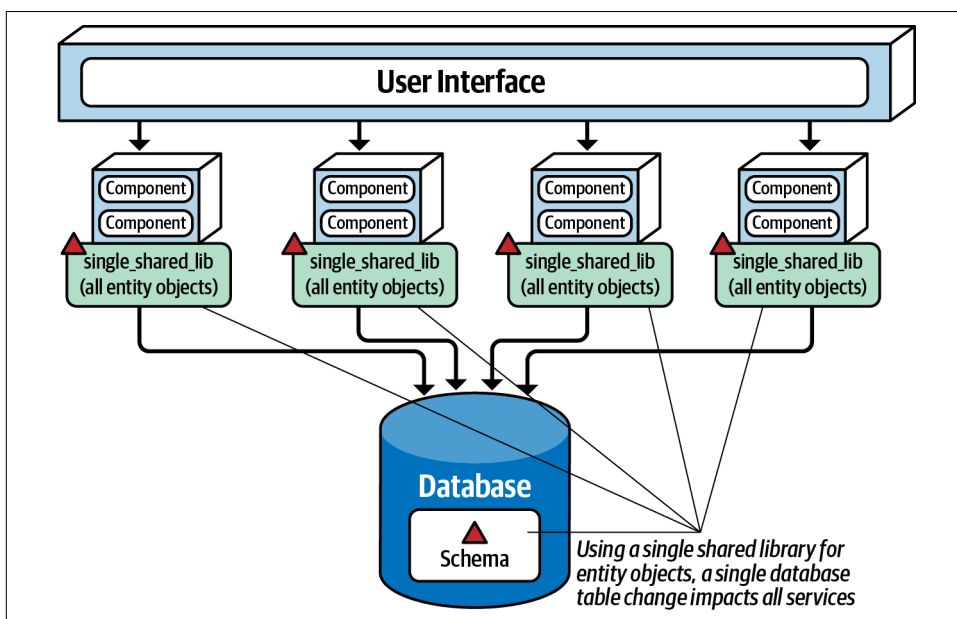 User Interface
Component
Component
Component
Component
Component
Component
Component
Component
single_shared_lib
(all entity objects)
single_shared_lib
(all entity objects)
single_shared_lib
(all entity objects)
single_shared_lib
(all entity objects)
Database
Schema
Using a single shared library for
entity objects, a single database
table change impacts all services